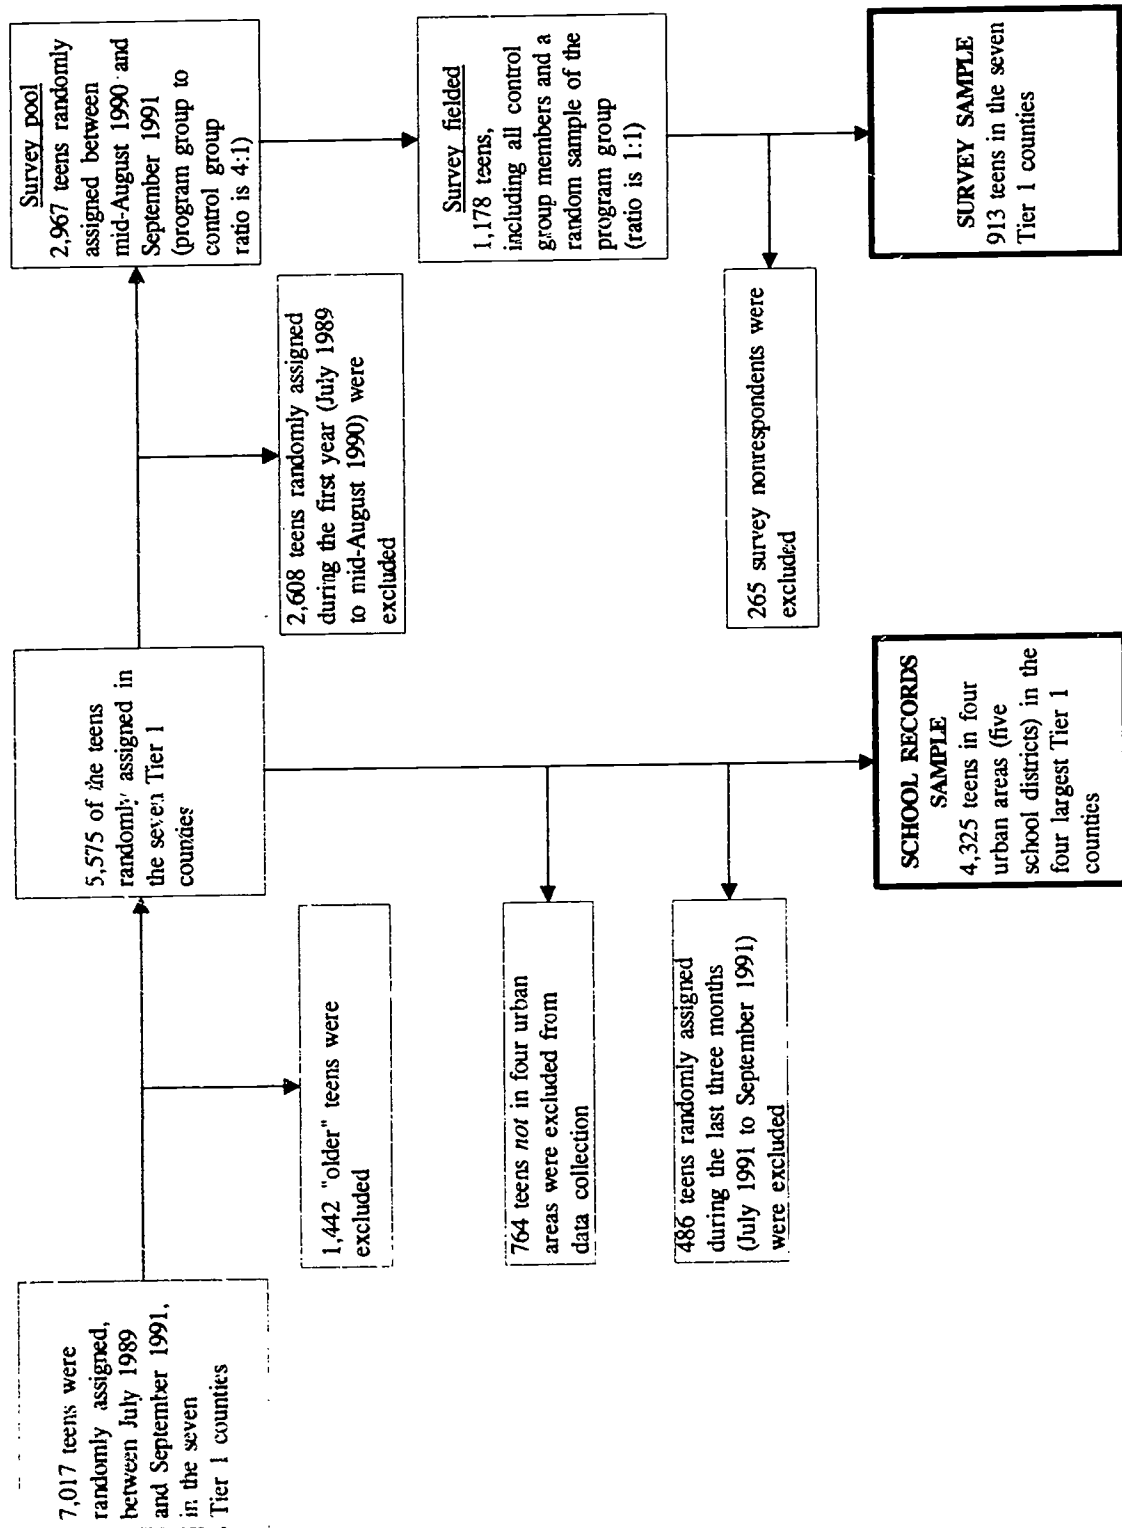 7,017 teens were
randomly assigned,
between July 1989
and September 1991,
in the seven
Tier 1 counties
1,442 "older" teens were
excluded
5,575 of the teens
randomly assigned in
the seven Tier 1
counties
764 teens not in four urban
areas were excluded from
data collection
486 teens randomly assigned
during the last three months
(July 1991 to September 1991)
were excluded
SCHOOL RECORDS
SAMPLE
4,325 teens in four
urban areas (five
school districts) in the
four largest Tier 1
counties
2,608 teens randomly assigned
during the first year (July 1989
to mid-August 1990) were
excluded
Survey pool
2,967 teens randomly
assigned between
mid-August 1990 and
September 1991
(program group to
control group
ratio is 4:1)
Survey fielded
1,178 teens,
including all control
group members and a
random sample of the
program group
(ratio is 1:1)
265 survey nonrespondents were
excluded
SURVEY SAMPLE
913 teens in the seven
Tier 1 counties